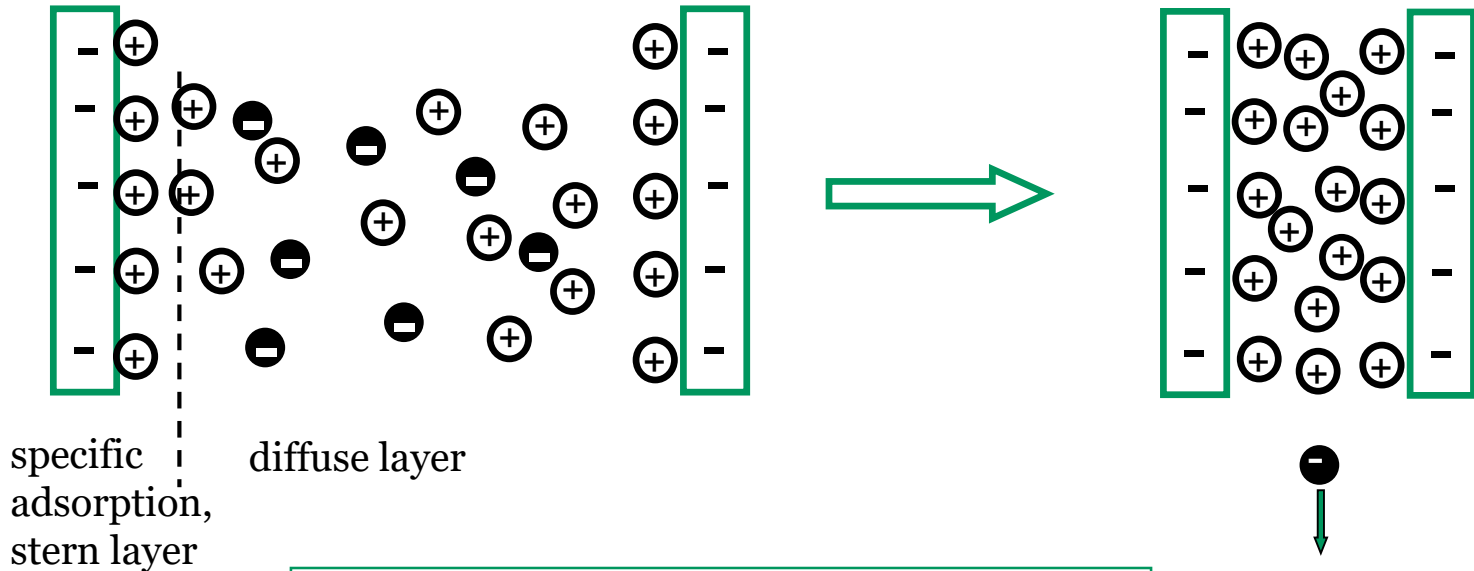 specific
adsorption,
stern layer
diffuse layer